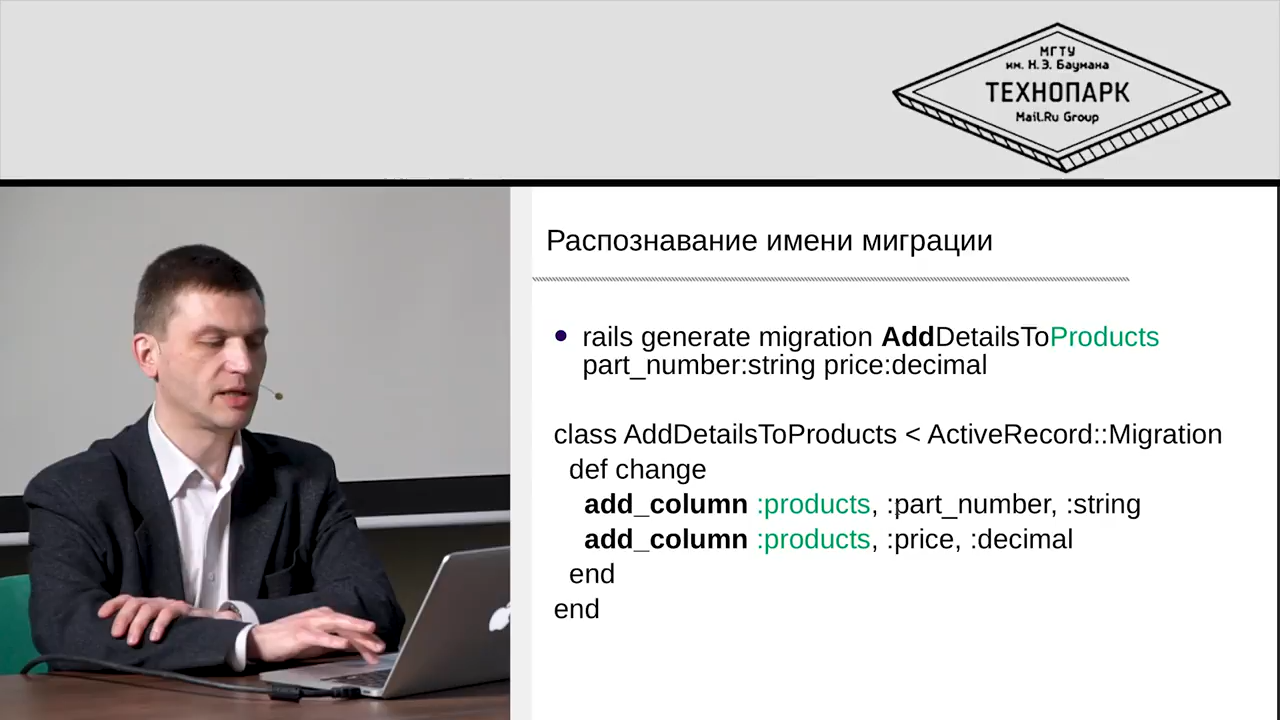 МГТУ
им. Н.Э. Баумана
ТЕХНОПАРК
Mail.Ru Group
Распознавание имени миграции
rails generate migration AddDetailsToProducts
part_number:string price:decimal
class AddDetailsToProducts < ActiveRecord::Migration
def change
add_column :products, :part_number, :string
add_column :products, :price, :decimal
end
end